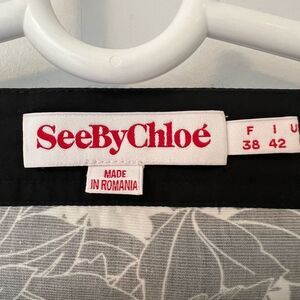 SeeByChloé
F I U
38 42
MADE
IN ROMANIA